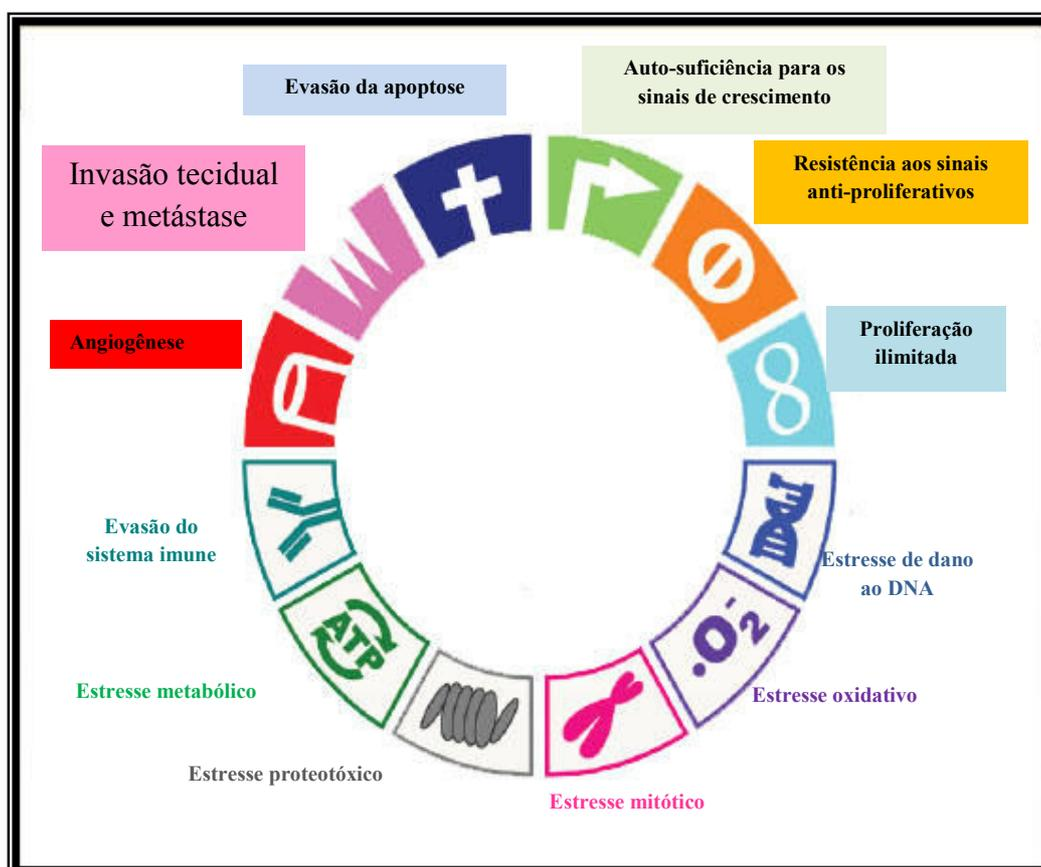 Evasão da apoptose
Auto-suficiência para os
sinais de crescimento
Invasão tecidual
e metástase
Resistência aos sinais
anti-proliferativos
Angiogênese
Proliferação
ilimitada
Evasão do
sistema imune
Estresse de dano
ao DNA
ATP
·O₂⁻
Estresse metabólico
Estresse oxidativo
Estresse proteotóxico
Estresse mitótico